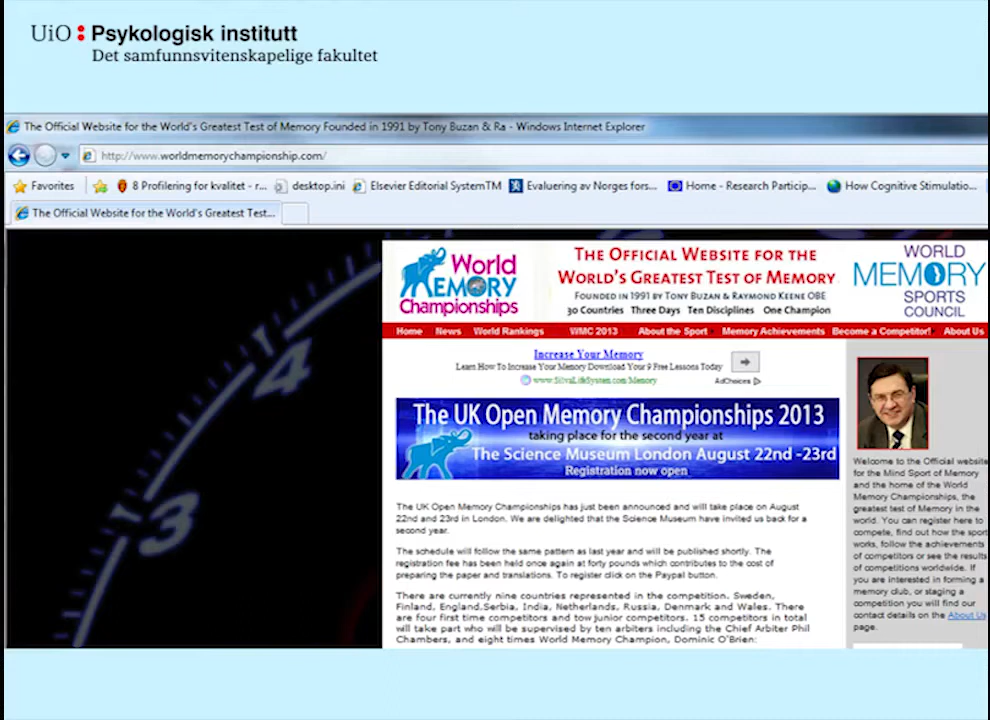 UiO : Psykologisk institutt
Det samfunnsvitenskapelige fakultet
The Official Website for the World's Greatest Test of Memory Founded in 1991 by Tony Buzan & Ra - Windows Internet Explorer
http://www.worldmemorychampionship.com/
Favorites 8 Profilering for kvalitet - r... desktop.ini Elsevier Editorial SystemTM Evaluering av Norges fors... Home - Research Particip... How Cognitive Stimulatio...
The Official Website for the World's Greatest Test...
World
MEMORY
Championships
THE OFFICIAL WEBSITE FOR THE
WORLD'S GREATEST TEST OF MEMORY
FOUNDED IN 1991 BY TONY BUZAN & RAYMOND KEENE OBE
30 Countries Three Days Ten Disciplines One Champion
WORLD
MEMORY
SPORTS
COUNCIL
Home News World Rankings WMC 2013 About the Sport Memory Achievements Become a Competitor! About Us
Increase Your Memory
Learn How To Increase Your Memory Download Your 9 Free Lessons Today
www.SilvaLifeSystem.com/Memory
AdChoices
The UK Open Memory Championships 2013
taking place for the second year at
The Science Museum London August 22nd -23rd
Registration now open
The UK Open Memory Championships has just been announced and will take place on August
22nd and 23rd in London. We are delighted that the Science Museum have invited us back for a
second year.
The schedule will follow the same pattern as last year and will be published shortly. The
registration fee has been held once again at forty pounds which contributes to the cost of
preparing the paper and translations. To register click on the Paypal button.
There are currently nine countries represented in the competition. Sweden,
Finland, England,Serbia, India, Netherlands, Russia, Denmark and Wales. There
are four first time competitors and tow junior competitors. 15 competitors in total
will take part who will be supervised by ten arbiters including the Chief Arbiter Phil
Chambers, and eight times World Memory Champion, Dominic O'Brien:
Welcome to the Official website
for the Mind Sport of Memory
and the home of the World
Memory Championships, the
greatest test of Memory in the
world. You can register here to
compete, find out how the sport
works, follow the achievements
of competitors or see the results
of competitions worldwide. If
you are interested in forming a
memory club, or staging a
competition you will find our
contact details on the About Us
page.
4
3